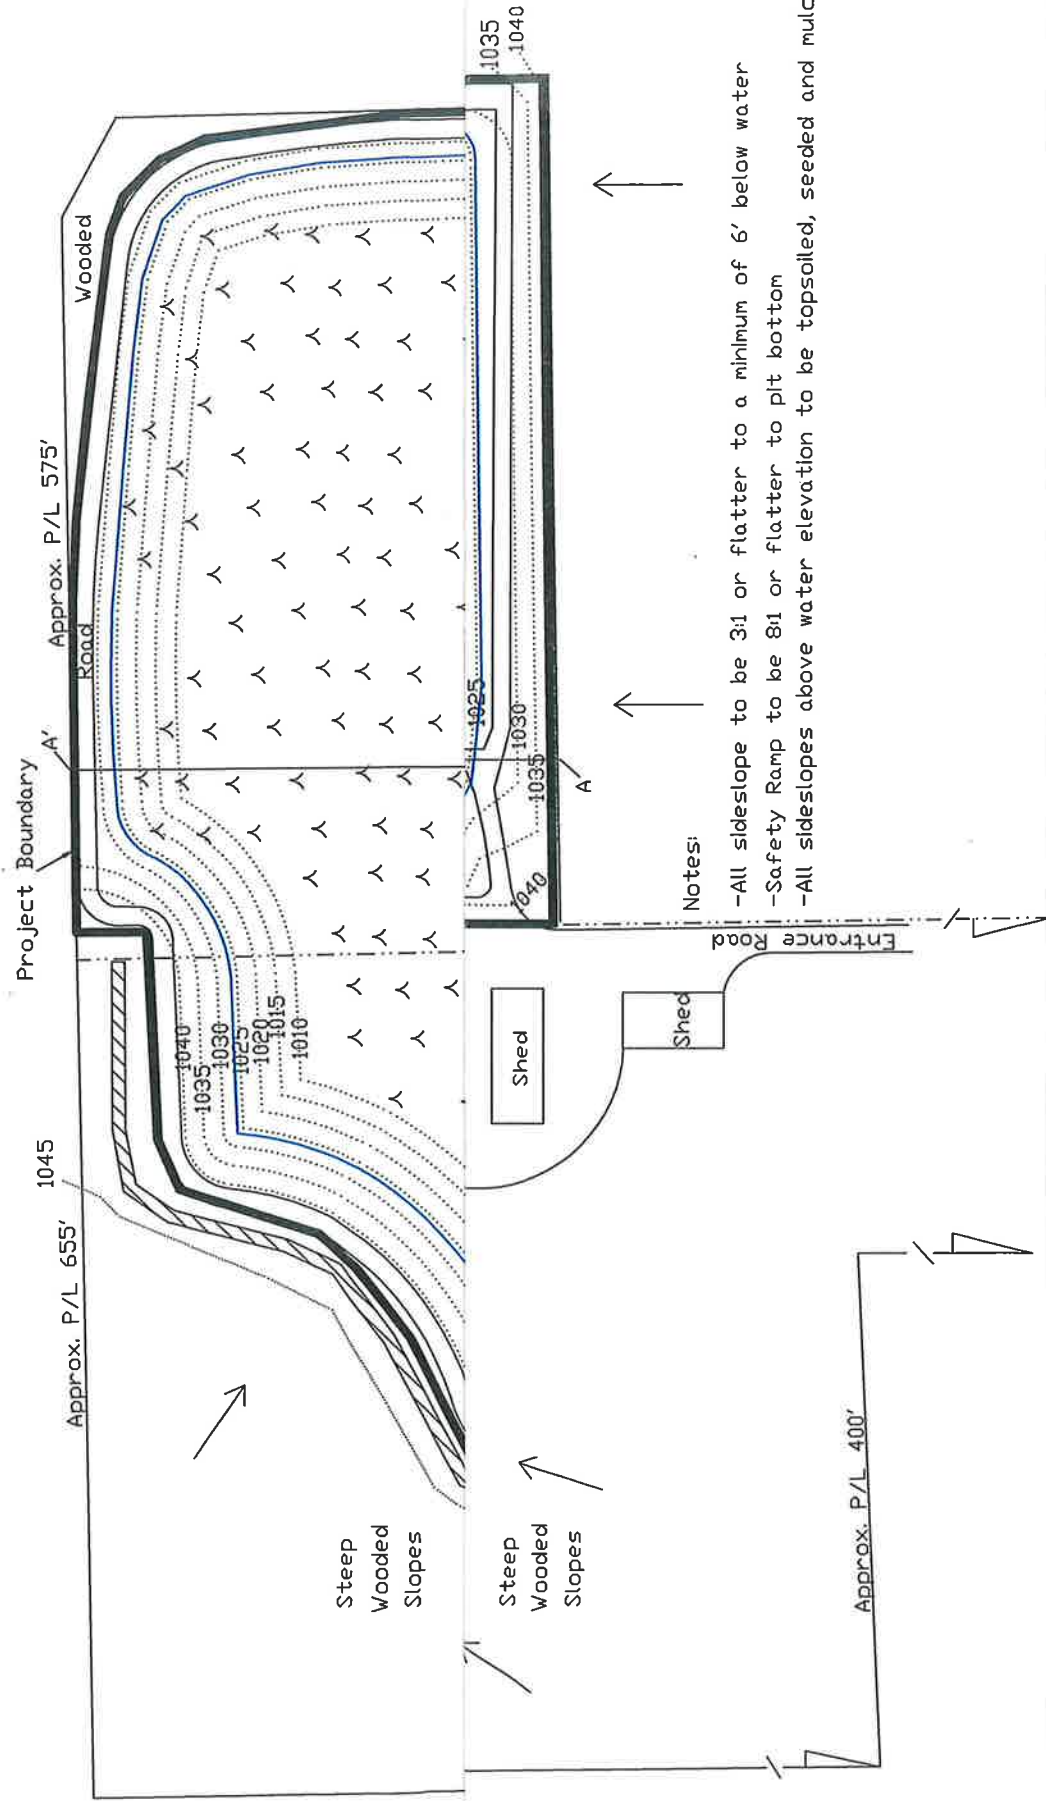 Project Boundary
Approx. P/L 575'
Wooded
Road
A'
1045
Approx. P/L 655'
1040
1035
1030
1025
1020
1015
1010
Steep
Wooded
Slopes
Steep
Wooded
Slopes
1035
1040
1025
1030
1035
1040
A
Shed
Shed
Entrance Road
Approx. P/L 400'
Notes:
-All sideslope to be 3:1 or flatter to a minimum of 6' below water
-Safety Ramp to be 8:1 or flatter to pit bottom
-All sideslopes above water elevation to be topsoiled, seeded and mulc